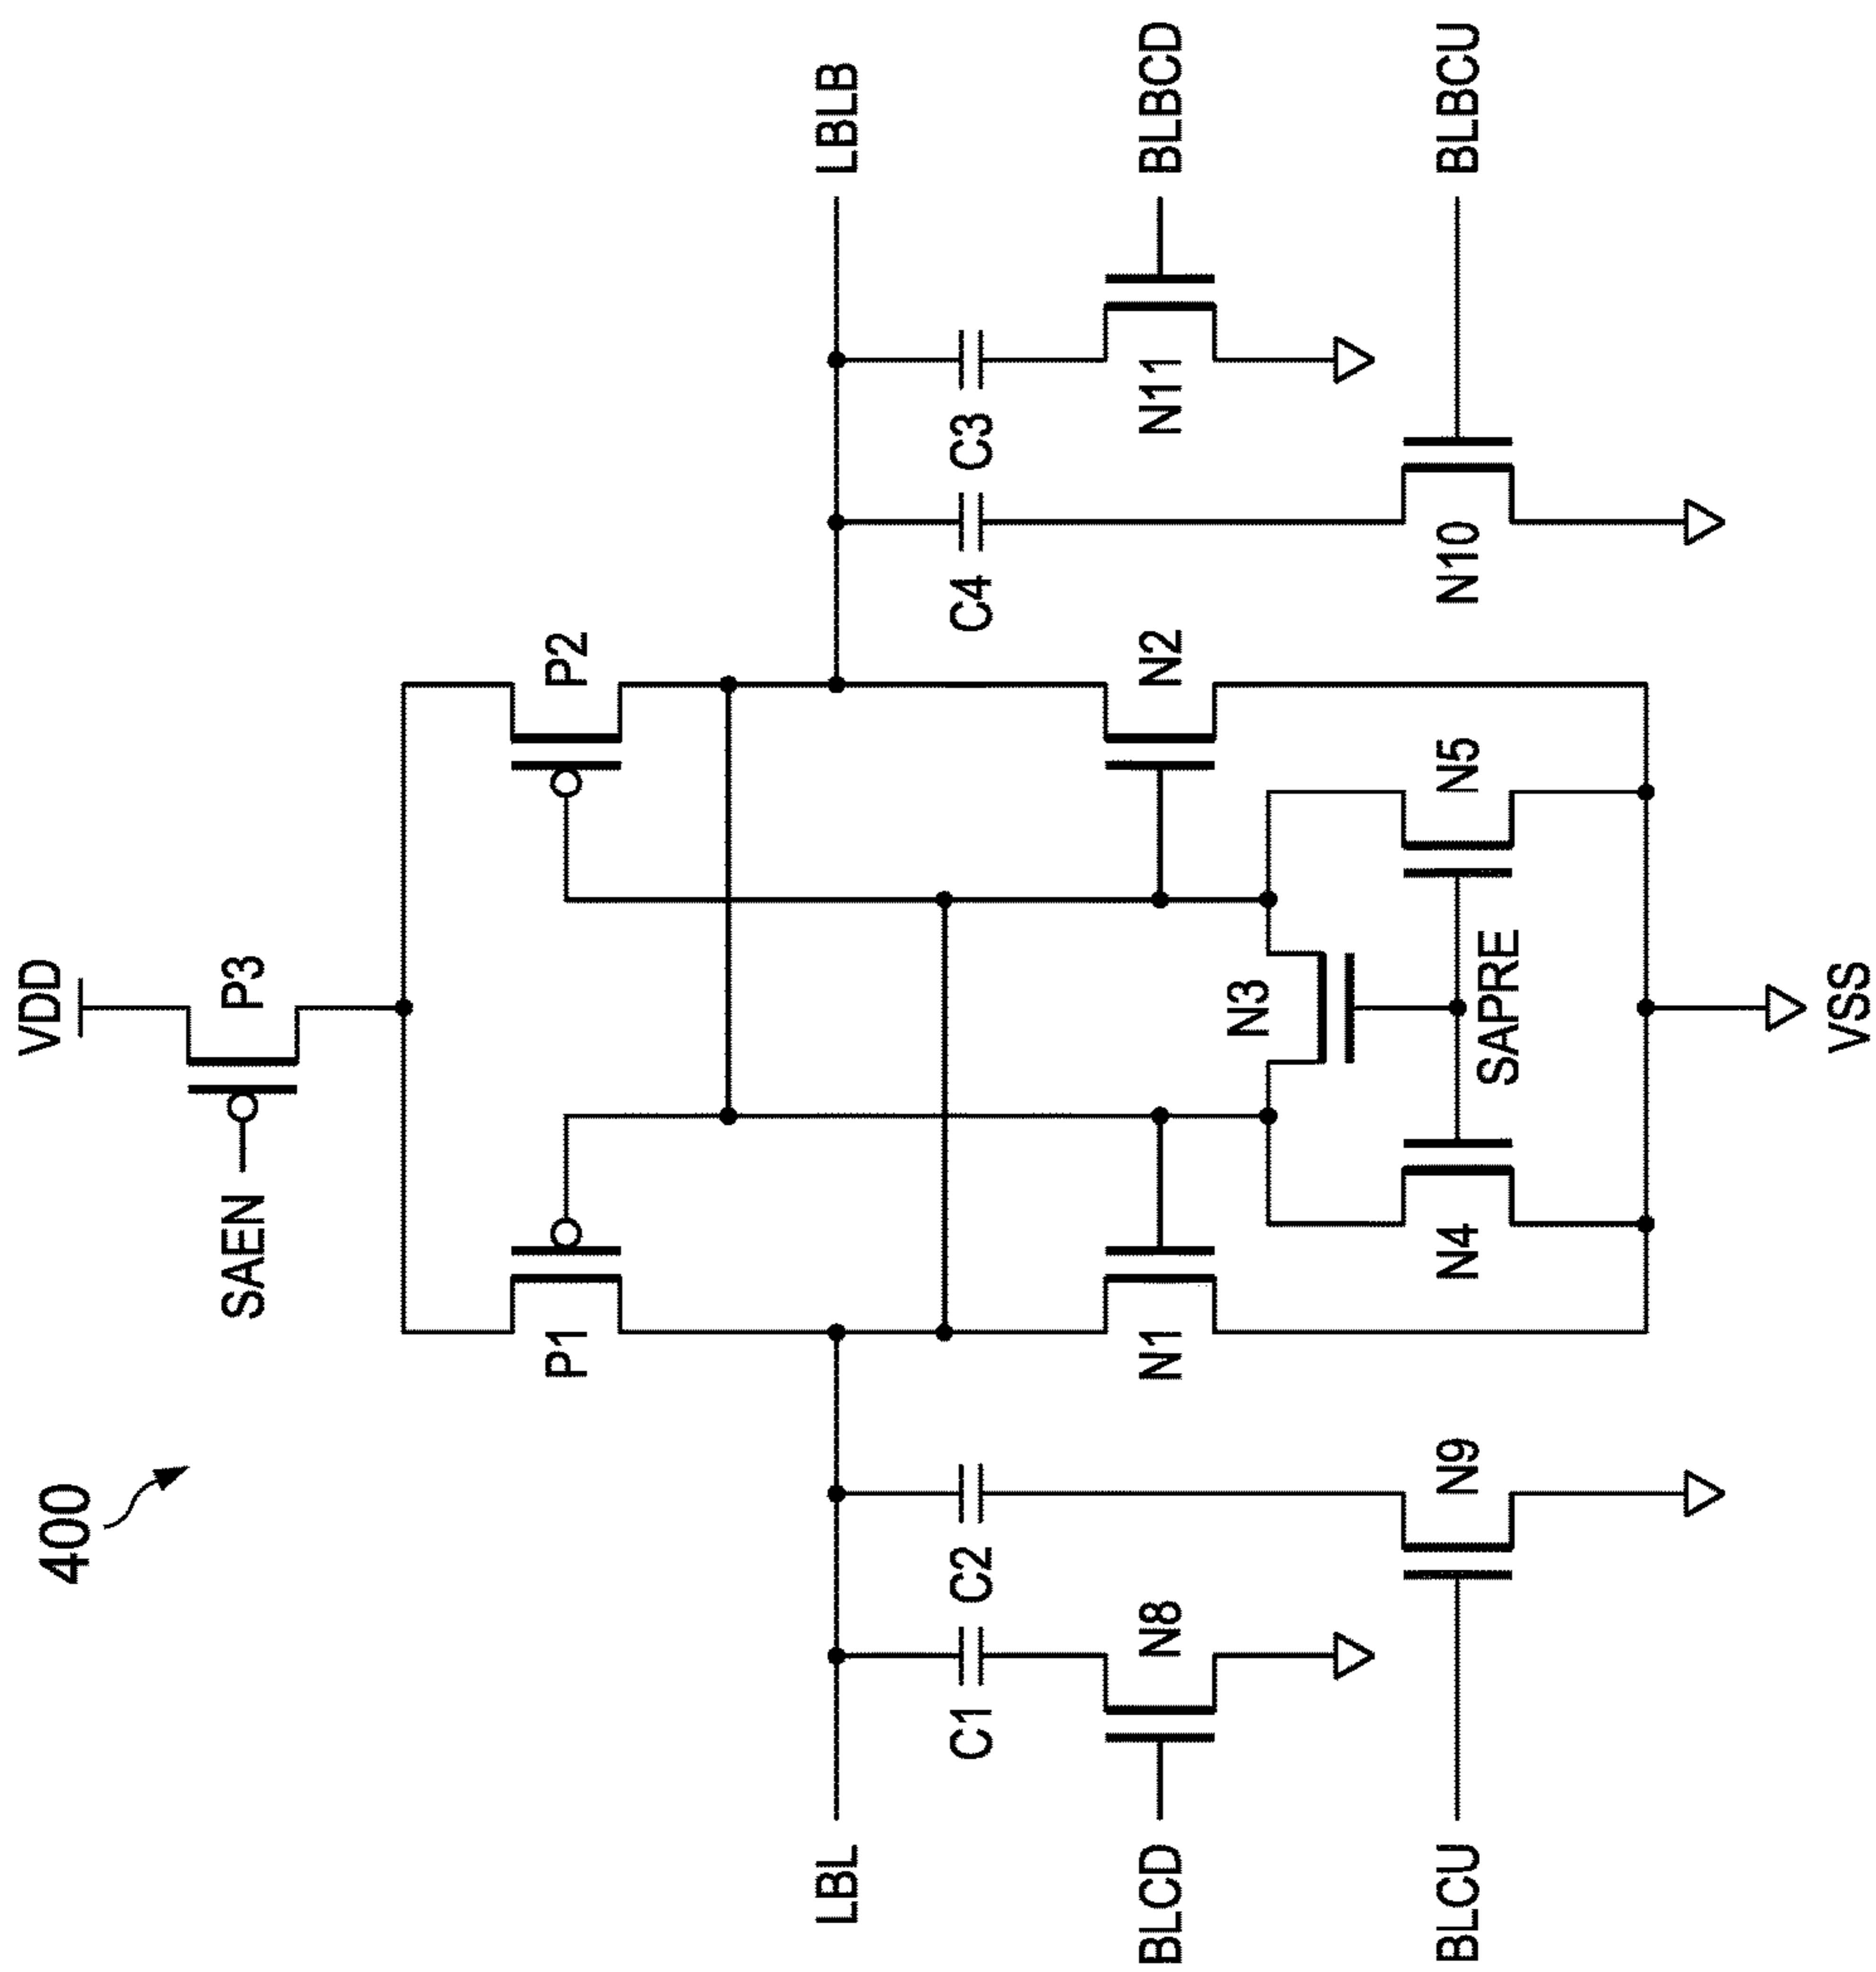 400
VDD
SAEN
P3
P1
P2
LBL
LBLB
C1
C2
C4
C3
BLCD
N8
N1
N3
N2
N11
BLBCD
BLCU
N9
N4
SAPRE
N5
N10
BLBCU
VSS